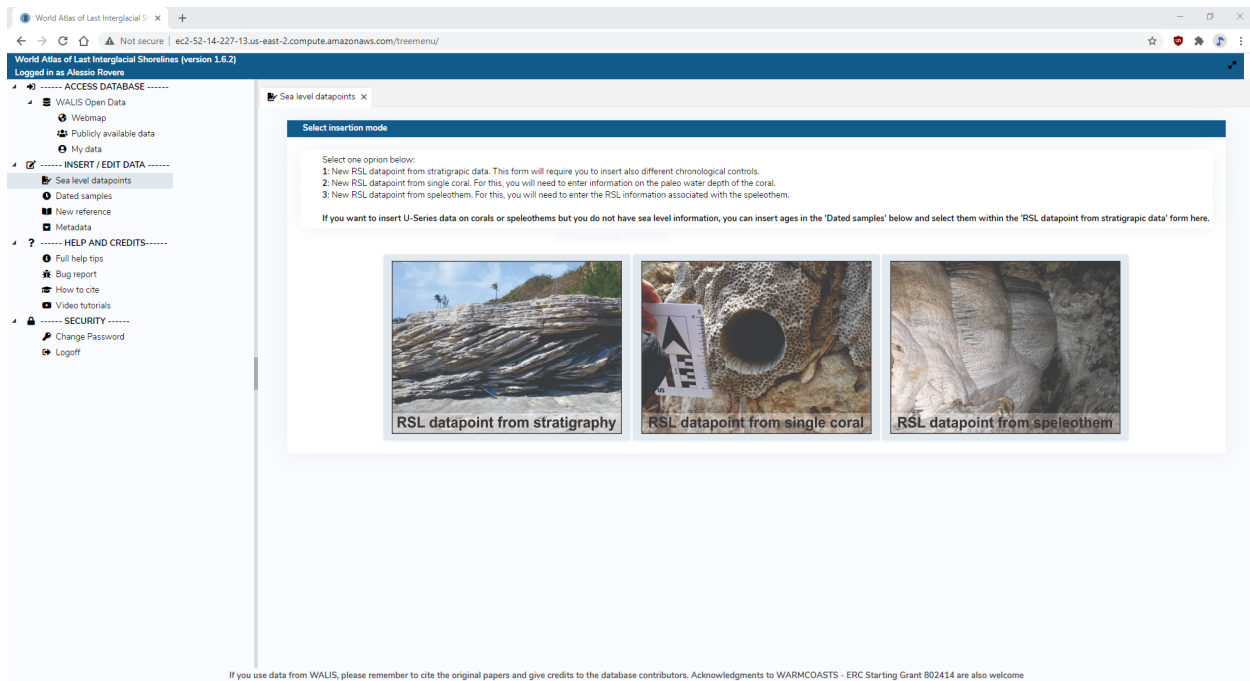 World Atlas of Last Interglacial S
Not secure | ec2-52-14-227-13.us-east-2.compute.amazonaws.com/treemenu/
World Atlas of Last Interglacial Shorelines (version 1.6.2)
Logged in as Alessio Rovere
------ ACCESS DATABASE ------
WALIS Open Data
Webmap
Publicly available data
My data
------ INSERT / EDIT DATA ------
Sea level datapoints
Dated samples
New reference
Metadata
------ HELP AND CREDITS------
Full help tips
Bug report
How to cite
Video tutorials
------ SECURITY ------
Change Password
Logoff
Sea level datapoints
Select insertion mode
Select one oprion below:
1: New RSL datapoint from stratigrapic data. This form will require you to insert also different chronological controls.
2: New RSL datapoint from single coral. For this, you will need to enter information on the paleo water depth of the coral.
3: New RSL datapoint from speleothem. For this, you will need to enter the RSL information associated with the speleothem.
If you want to insert U-Series data on corals or speleothems but you do not have sea level information, you can insert ages in the 'Dated samples' below and select them within the 'RSL datapoint from stratigrapic data' form here.
RSL datapoint from stratigraphy
RSL datapoint from single coral
RSL datapoint from speleothem
If you use data from WALIS, please remember to cite the original papers and give credits to the database contributors. Acknowledgments to WARMCOASTS - ERC Starting Grant 802414 are also welcome